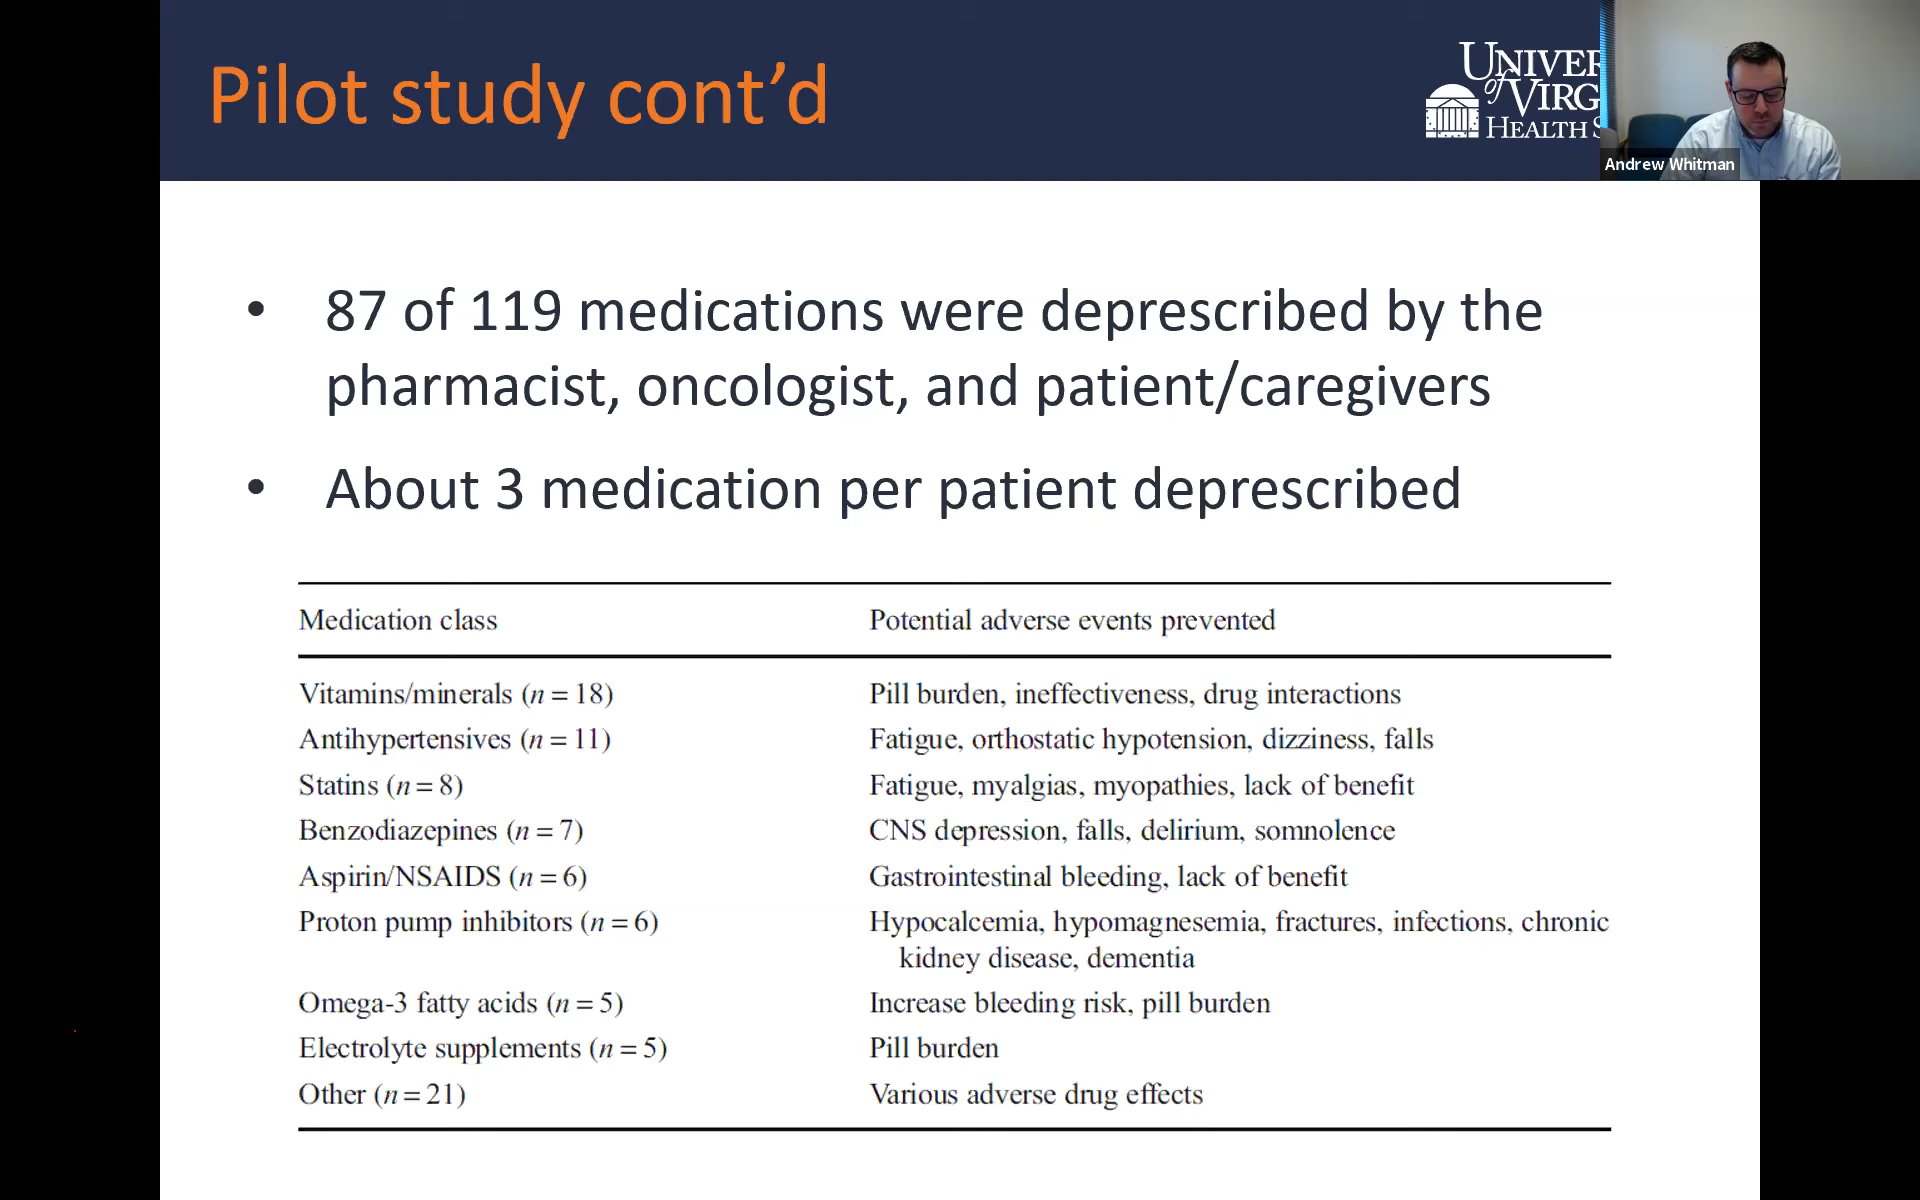 Pilot study cont’d
UNIVER
of VIRG
HEALTH S
Andrew Whitman
• 87 of 119 medications were deprescribed by the
pharmacist, oncologist, and patient/caregivers
• About 3 medication per patient deprescribed
Medication class Potential adverse events prevented
Vitamins/minerals (n = 18) Pill burden, ineffectiveness, drug interactions
Antihypertensives (n = 11) Fatigue, orthostatic hypotension, dizziness, falls
Statins (n = 8) Fatigue, myalgias, myopathies, lack of benefit
Benzodiazepines (n = 7) CNS depression, falls, delirium, somnolence
Aspirin/NSAIDS (n = 6) Gastrointestinal bleeding, lack of benefit
Proton pump inhibitors (n = 6) Hypocalcemia, hypomagnesemia, fractures, infections, chronic
kidney disease, dementia
Omega-3 fatty acids (n = 5) Increase bleeding risk, pill burden
Electrolyte supplements (n = 5) Pill burden
Other (n = 21) Various adverse drug effects